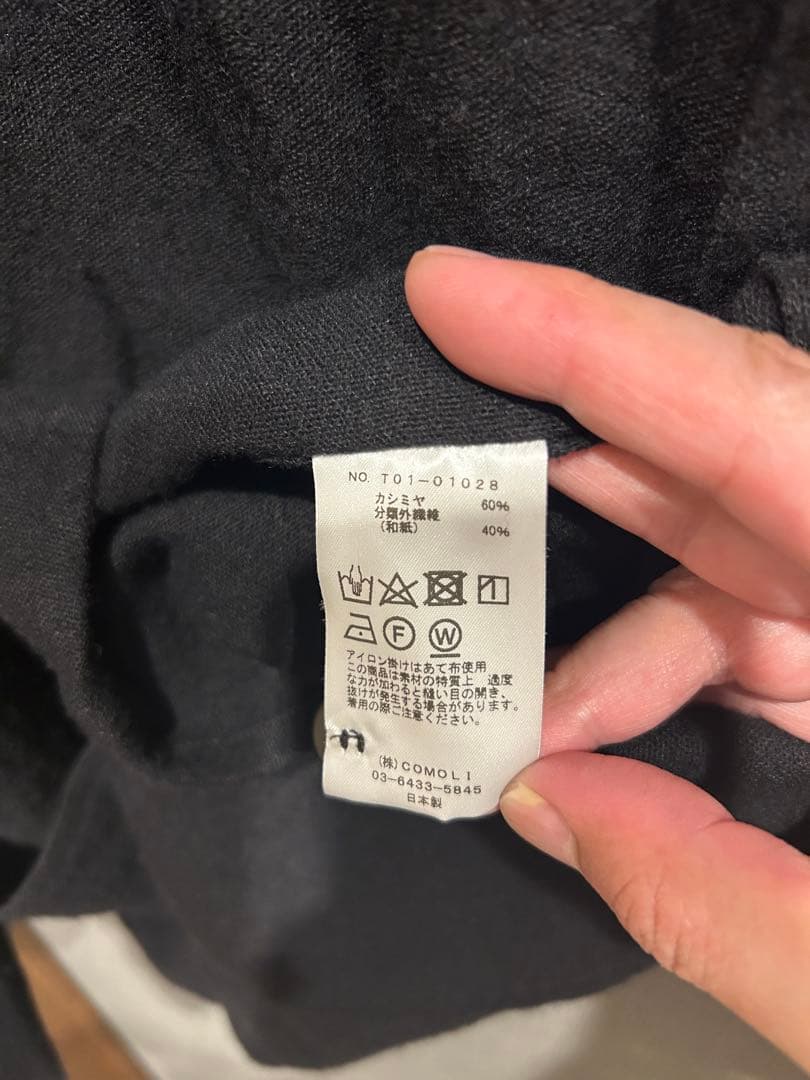 NO. T01-01028
カシミヤ 60%
分類外繊維
(和紙) 40%
F W
アイロン掛けはあて布使用
この商品は素材の特質上 過度
な力が加わると縫い目の開き、
抜けが発生する場合があります。
着用の際ご注意ください。
(株)COMOLI
03-6433-5845
日本製